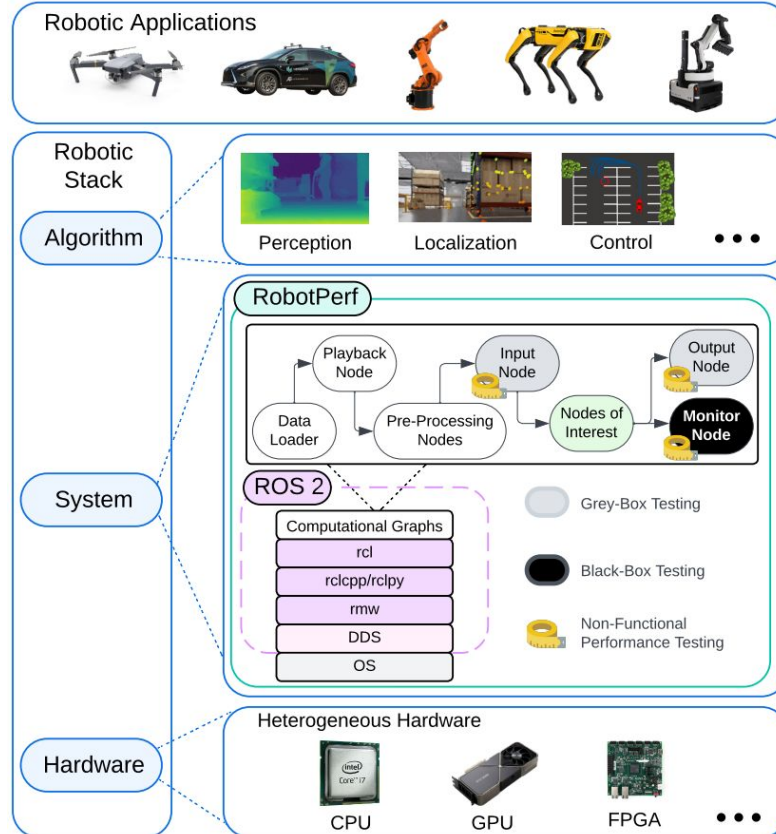 Robotic Applications
Robotic
Stack
Algorithm
Perception
Localization
Control
RobotPerf
Playback
Node
Input
Node
Output
Node
Data
Loader
Pre-Processing
Nodes
Nodes of
Interest
Monitor
Node
System
ROS 2
Computational Graphs
rcl
rclcpp/rclpy
rmw
DDS
OS
Grey-Box Testing
Black-Box Testing
Non-Functional
Performance Testing
Hardware
Heterogeneous Hardware
intel
Core™ i7
CPU
GPU
FPGA